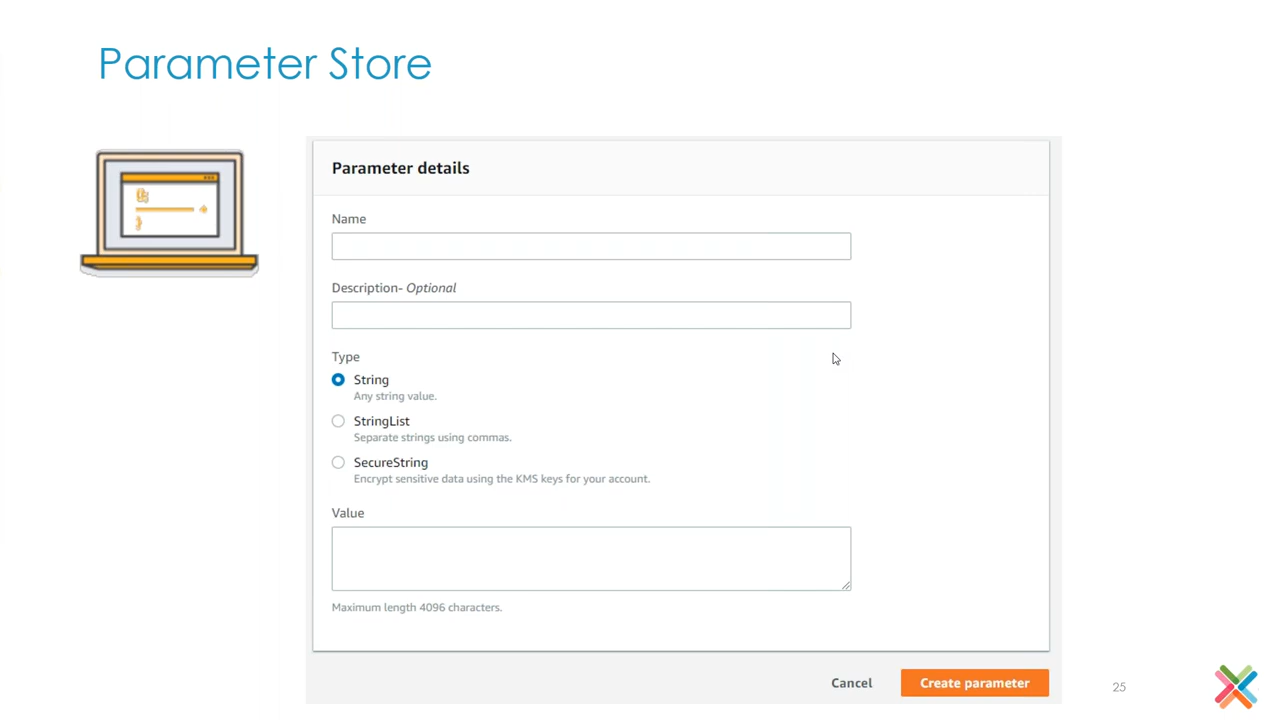 Parameter Store
Parameter details
Name
Description- Optional
Type
String
Any string value.
StringList
Separate strings using commas.
SecureString
Encrypt sensitive data using the KMS keys for your account.
Value
Maximum length 4096 characters.
Cancel
Create parameter
25